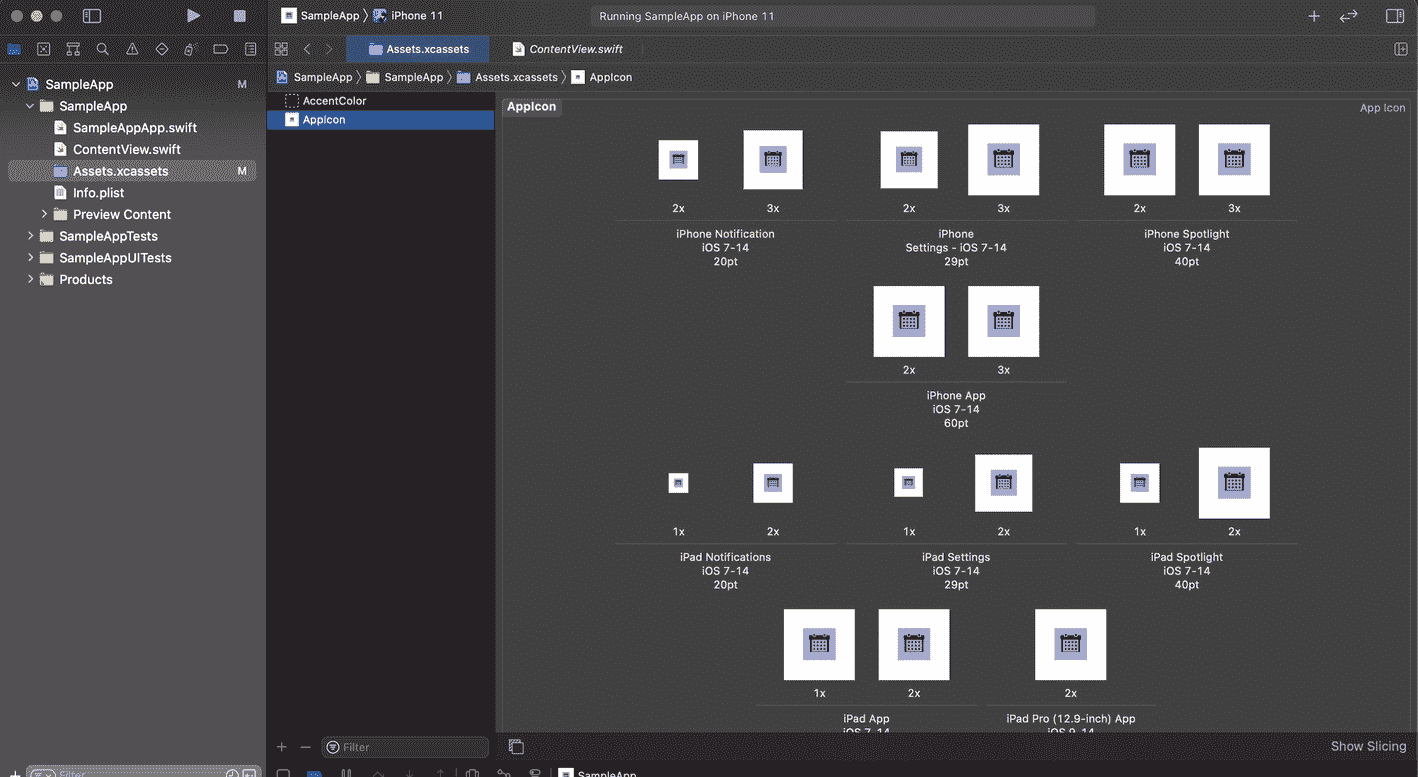 SampleApp iPhone 11 Running SampleApp on iPhone 11
Assets.xcassets ContentView.swift
SampleApp SampleApp Assets.xcassets AppIcon
SampleApp M
SampleApp
SampleAppApp.swift
ContentView.swift
Assets.xcassets M
Info.plist
Preview Content
SampleAppTests
SampleAppUITests
Products
Filter
AccentColor
AppIcon
Filter
AppIcon App Icon
2x 3x 2x 3x 2x 3x
iPhone Notification
iOS 7-14
20pt
iPhone
Settings - iOS 7-14
29pt
iPhone Spotlight
iOS 7-14
40pt
2x 3x
iPhone App
iOS 7-14
60pt
1x 2x 1x 2x 1x 2x
iPad Notifications
iOS 7-14
20pt
iPad Settings
iOS 7-14
29pt
iPad Spotlight
iOS 7-14
40pt
1x 2x 2x
iPad App
iOS 7-14
iPad Pro (12.9-inch) App
iOS 9-14
Show Slicing
SampleApp